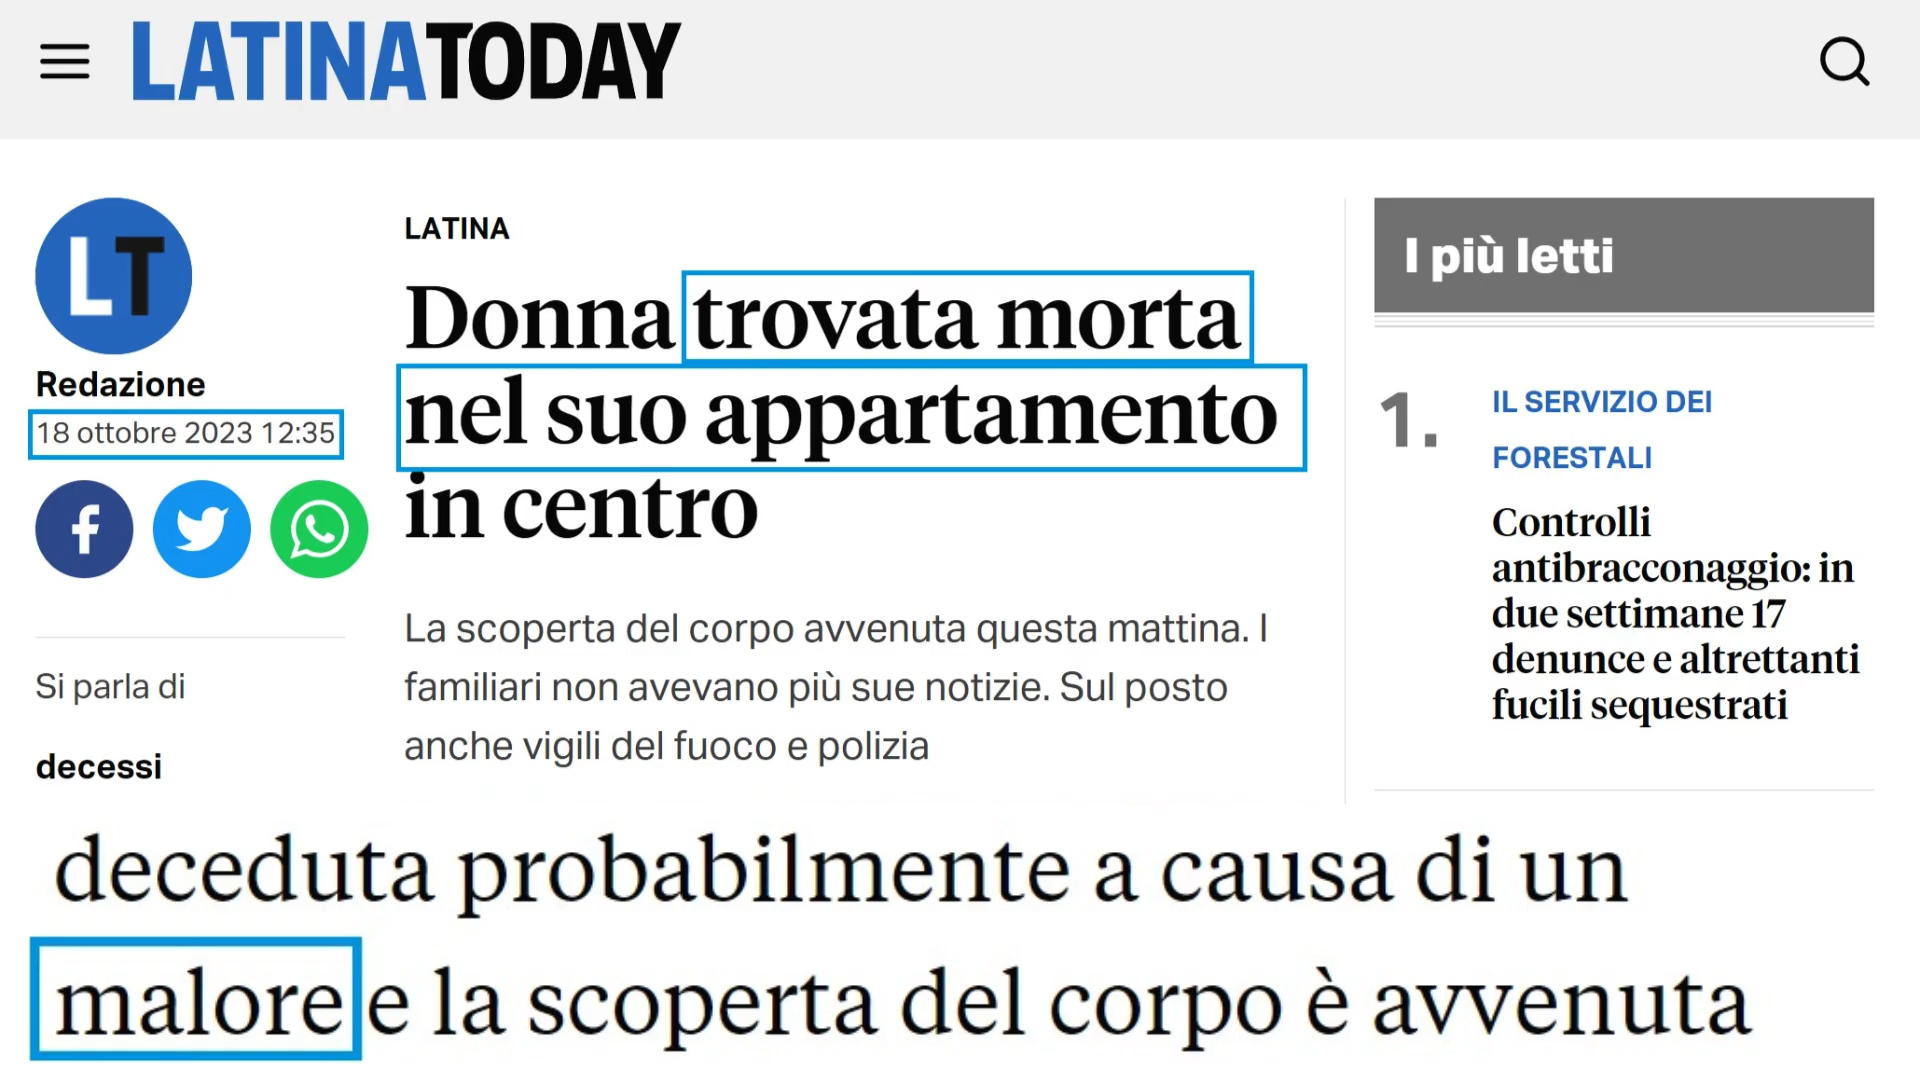 LATINATODAY
LT
Redazione
18 ottobre 2023 12:35
Si parla di
decessi
LATINA
Donna trovata morta
nel suo appartamento
in centro
La scoperta del corpo avvenuta questa mattina. I
familiari non avevano più sue notizie. Sul posto
anche vigili del fuoco e polizia
I più letti
1.
IL SERVIZIO DEI
FORESTALI
Controlli
antibracconaggio: in
due settimane 17
denunce e altrettanti
fucili sequestrati
deceduta probabilmente a causa di un
malore e la scoperta del corpo è avvenuta